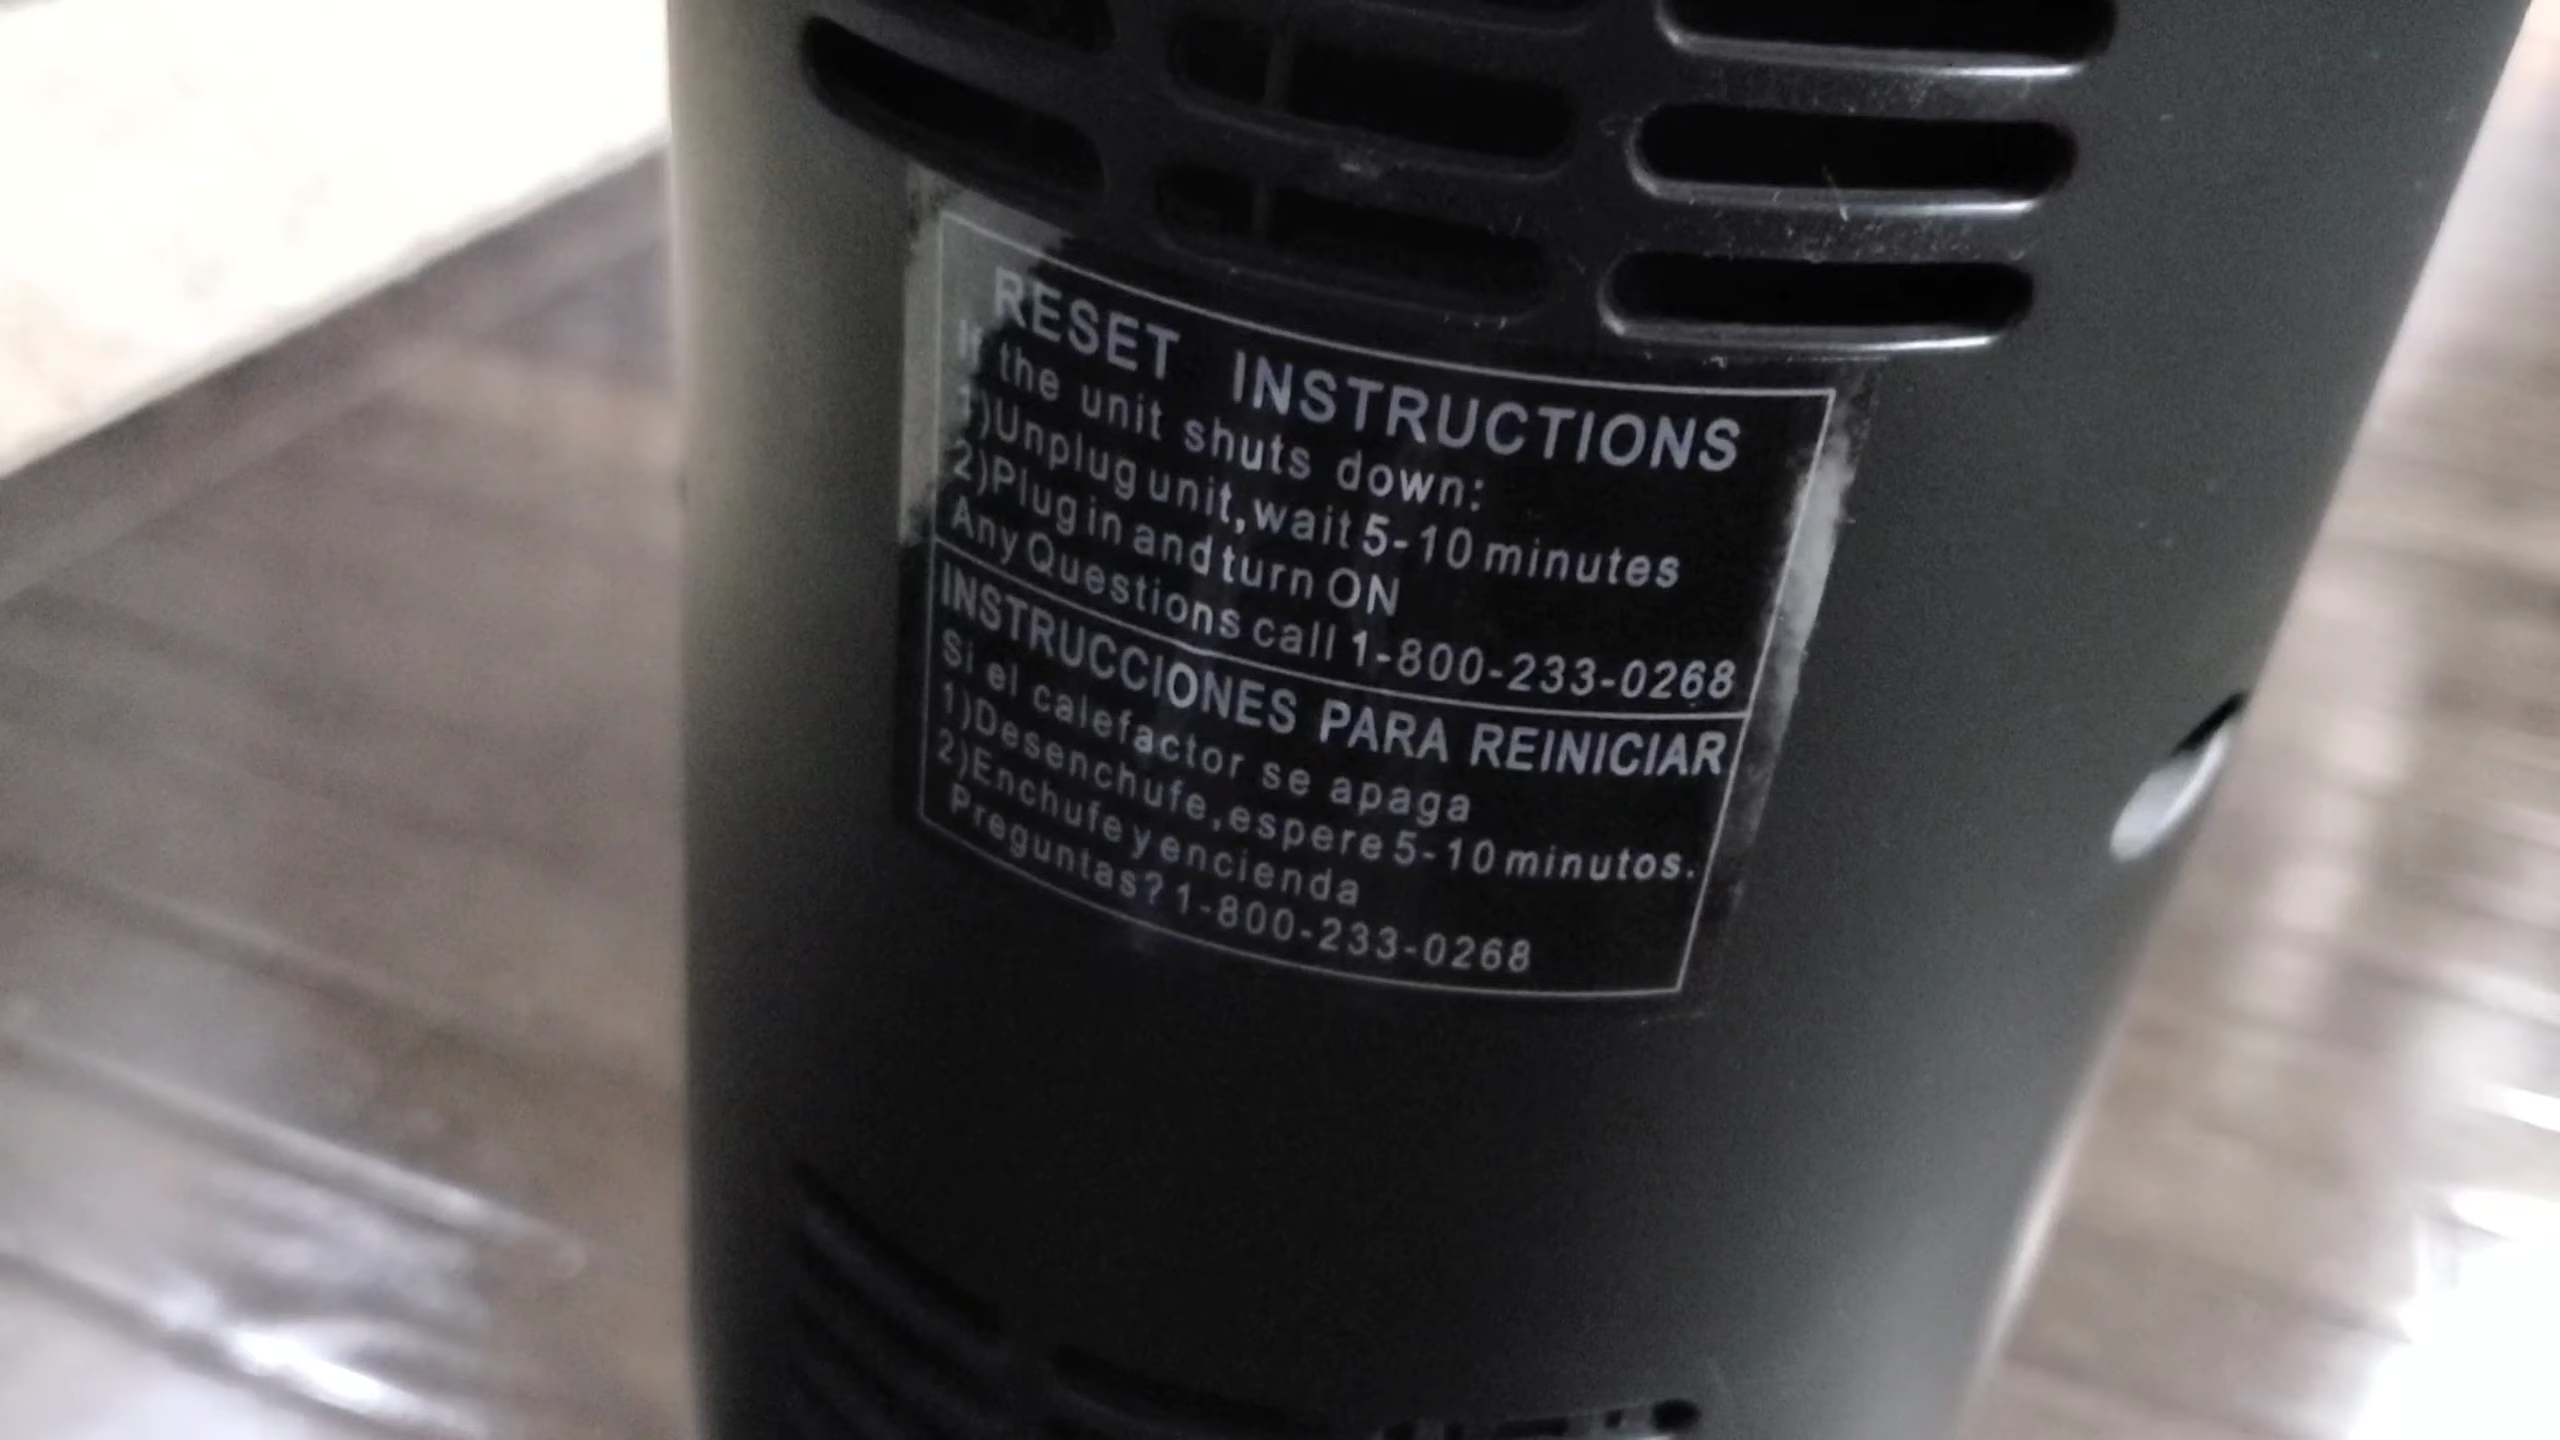 RESET INSTRUCTIONS
If the unit shuts down:
1)Unplug unit, wait 5-10 minutes
2)Plug in and turn ON
Any Questions call 1-800-233-0268
INSTRUCCIONES PARA REINICIAR
Si el calefactor se apaga
1)Desenchufe, espere 5-10 minutos.
2)Enchufe y encienda
Preguntas? 1-800-233-0268